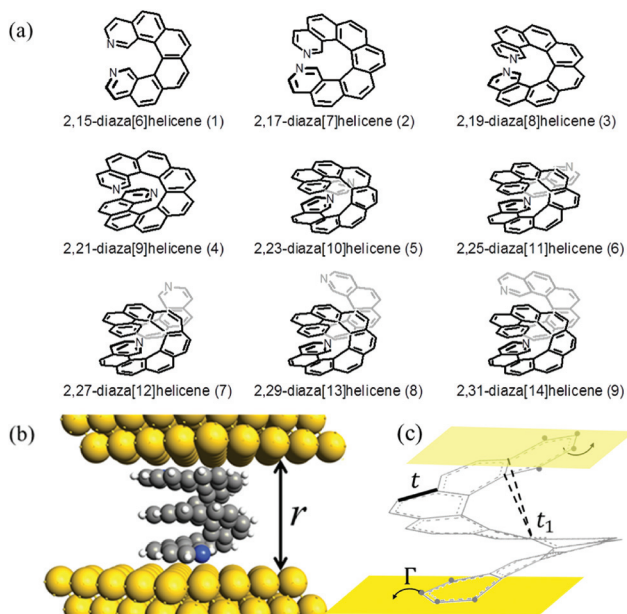 (a)
N
N
2,15-diaza[6]helicene (1)
N
N
2,17-diaza[7]helicene (2)
N
N
2,19-diaza[8]helicene (3)
N
N
2,21-diaza[9]helicene (4)
N
N
2,23-diaza[10]helicene (5)
N
N
2,25-diaza[11]helicene (6)
N
N
2,27-diaza[12]helicene (7)
N
N
2,29-diaza[13]helicene (8)
N
N
2,31-diaza[14]helicene (9)
(b)
r
(c)
t
t₁
Γ